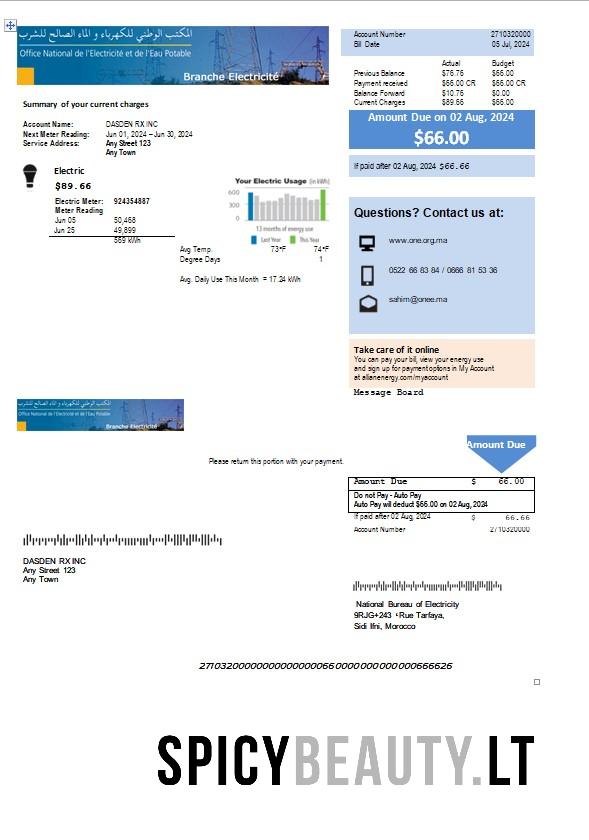 المكتب الوطني للكهرباء و الماء الصالح للشرب
Office National de l'Electricité et de l'Eau Potable
Branche Electricité
Account Number 2710320000
Bill Date 05 Jul, 2024
Actual Budget
Previous Balance $76.76 $66.00
Payment received $66.00 CR $66.00 CR
Balance Forward $10.76 $0.00
Current Charges $89.66 $66.00
Amount Due on 02 Aug, 2024
$66.00
If paid after 02 Aug, 2024 $66.66
Summary of your current charges
Account Name: DASDEN RX INC
Next Meter Reading: Jun 01, 2024 – Jun 30, 2024
Service Address: Any Street 123
Any Town
Electric
$89.66
Electric Meter: 924354887
Meter Reading
Jun 05 50,468
Jun 25 49,899
569 kWh
Your Electric Usage (in kWh)
600
300
0
13 months of energy use
Last Year This Year
Avg Temp. 73°F 74°F
Degree Days 1
Avg. Daily Use This Month = 17.24 kWh
Questions? Contact us at:
www.one.org.ma
0522 66 83 84 / 0666 81 53 36
sahim@onee.ma
Take care of it online
You can pay your bill, view your energy use
and sign up for payment options in My Account
at allianenergy.com/myaccount
Message Board
المكتب الوطني للكهرباء و الماء الصالح للشرب
Office National de l'Electricité et de l'Eau Potable
Branche Electricité
Please return this portion with your payment.
Amount Due
Amount Due $ 66.00
Do not Pay - Auto Pay
Auto Pay will deduct $66.00 on 02 Aug, 2024
If paid after 02 Aug, 2024 $ 66.66
Account Number 2710320000
DASDEN RX INC
Any Street 123
Any Town
National Bureau of Electricity
9RJG+243 ، Rue Tarfaya,
Sidi Ifni, Morocco
SPICYBEAUTY.LT